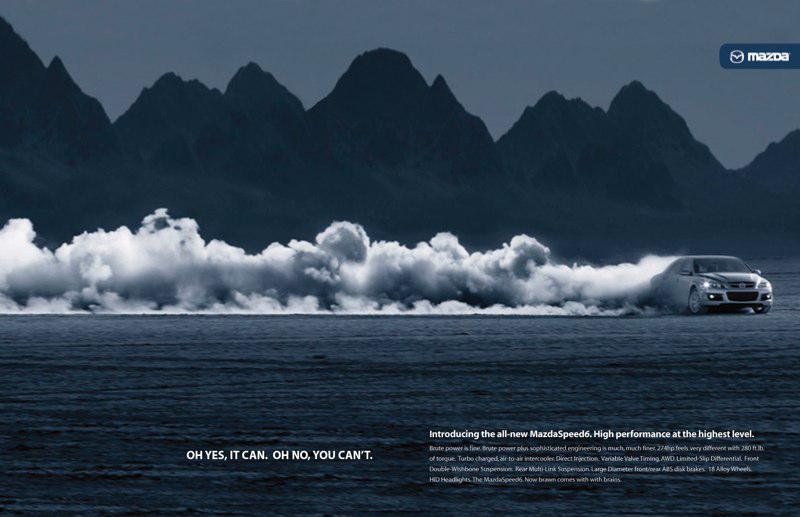 mazda
Introducing the all-new MazdaSpeed6. High performance at the highest level.
Brute power is fine. Brute power plus sophisticated engineering is much, much finer. 274hp feels very different with 280 ft.lb.
OH YES, IT CAN. OH NO, YOU CAN'T.
of torque. Turbo charged, air-to-air intercooler. Direct Injection. Variable Valve Timing. AWD. Limited-Slip Differential. Front
Double-Wishbone Suspension. Rear Multi-Link Suspension. Large Diameter front/rear ABS disk brakes. 18 Alloy Wheels.
HID Headlights. The MazdaSpeed6. Now brawn comes with with brains.